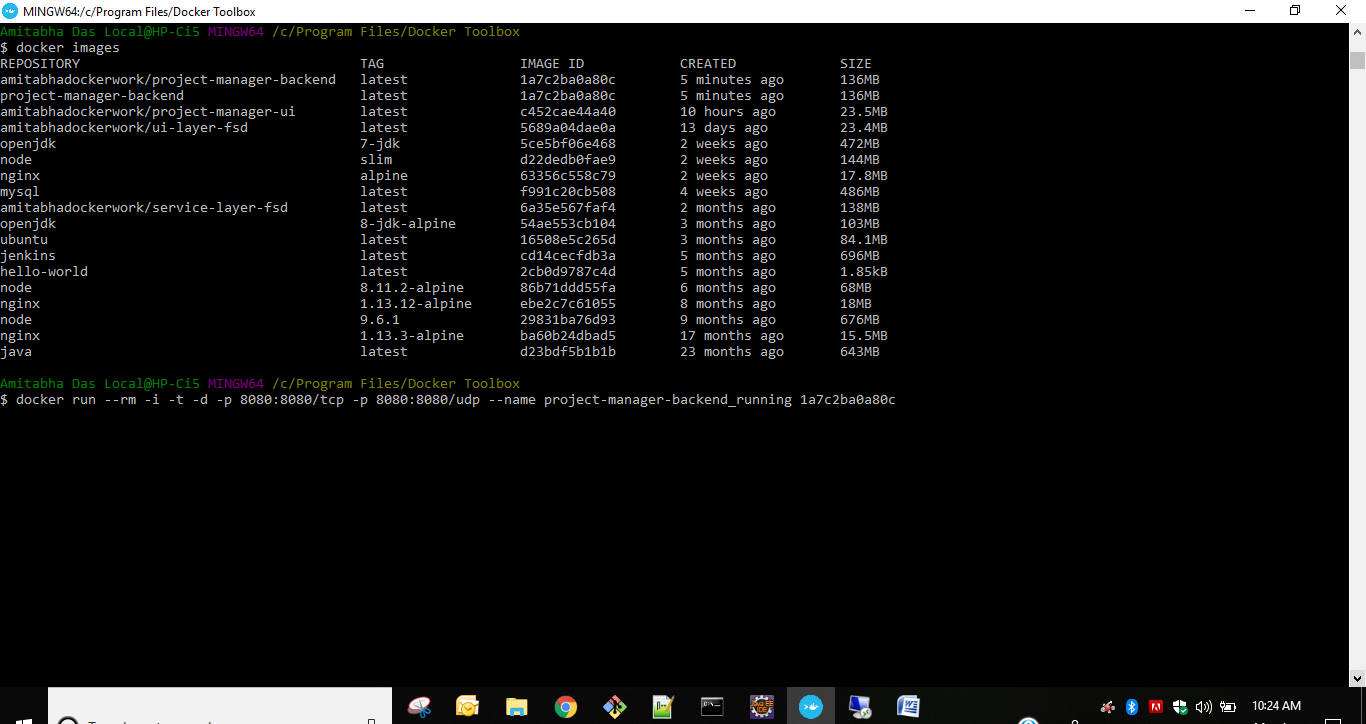 MINGW64:/c/Program Files/Docker Toolbox
Amitabha Das Local@HP-Ci5 MINGW64 /c/Program Files/Docker Toolbox
$ docker images
REPOSITORY TAG IMAGE ID CREATED SIZE
amitabhadockerwork/project-manager-backend latest 1a7c2ba0a80c 5 minutes ago 136MB
project-manager-backend latest 1a7c2ba0a80c 5 minutes ago 136MB
amitabhadockerwork/project-manager-ui latest c452cae44a40 10 hours ago 23.5MB
amitabhadockerwork/ui-layer-fsd latest 5689a04dae0a 13 days ago 23.4MB
openjdk 7-jdk 5ce5bf06e468 2 weeks ago 472MB
node slim d22dedb0fae9 2 weeks ago 144MB
nginx alpine 63356c558c79 2 weeks ago 17.8MB
mysql latest f991c20cb508 4 weeks ago 486MB
amitabhadockerwork/service-layer-fsd latest 6a35e567faf4 2 months ago 138MB
openjdk 8-jdk-alpine 54ae553cb104 3 months ago 103MB
ubuntu latest 16508e5c265d 3 months ago 84.1MB
jenkins latest cd14cecfdb3a 5 months ago 696MB
hello-world latest 2cb0d9787c4d 5 months ago 1.85kB
node 8.11.2-alpine 86b71ddd55fa 6 months ago 68MB
nginx 1.13.12-alpine ebe2c7c61055 8 months ago 18MB
node 9.6.1 29831ba76d93 9 months ago 676MB
nginx 1.13.3-alpine ba60b24dbad5 17 months ago 15.5MB
java latest d23bdf5b1b1b 23 months ago 643MB
Amitabha Das Local@HP-Ci5 MINGW64 /c/Program Files/Docker Toolbox
$ docker run --rm -i -t -d -p 8080:8080/tcp -p 8080:8080/udp --name project-manager-backend_running 1a7c2ba0a80c
10:24 AM